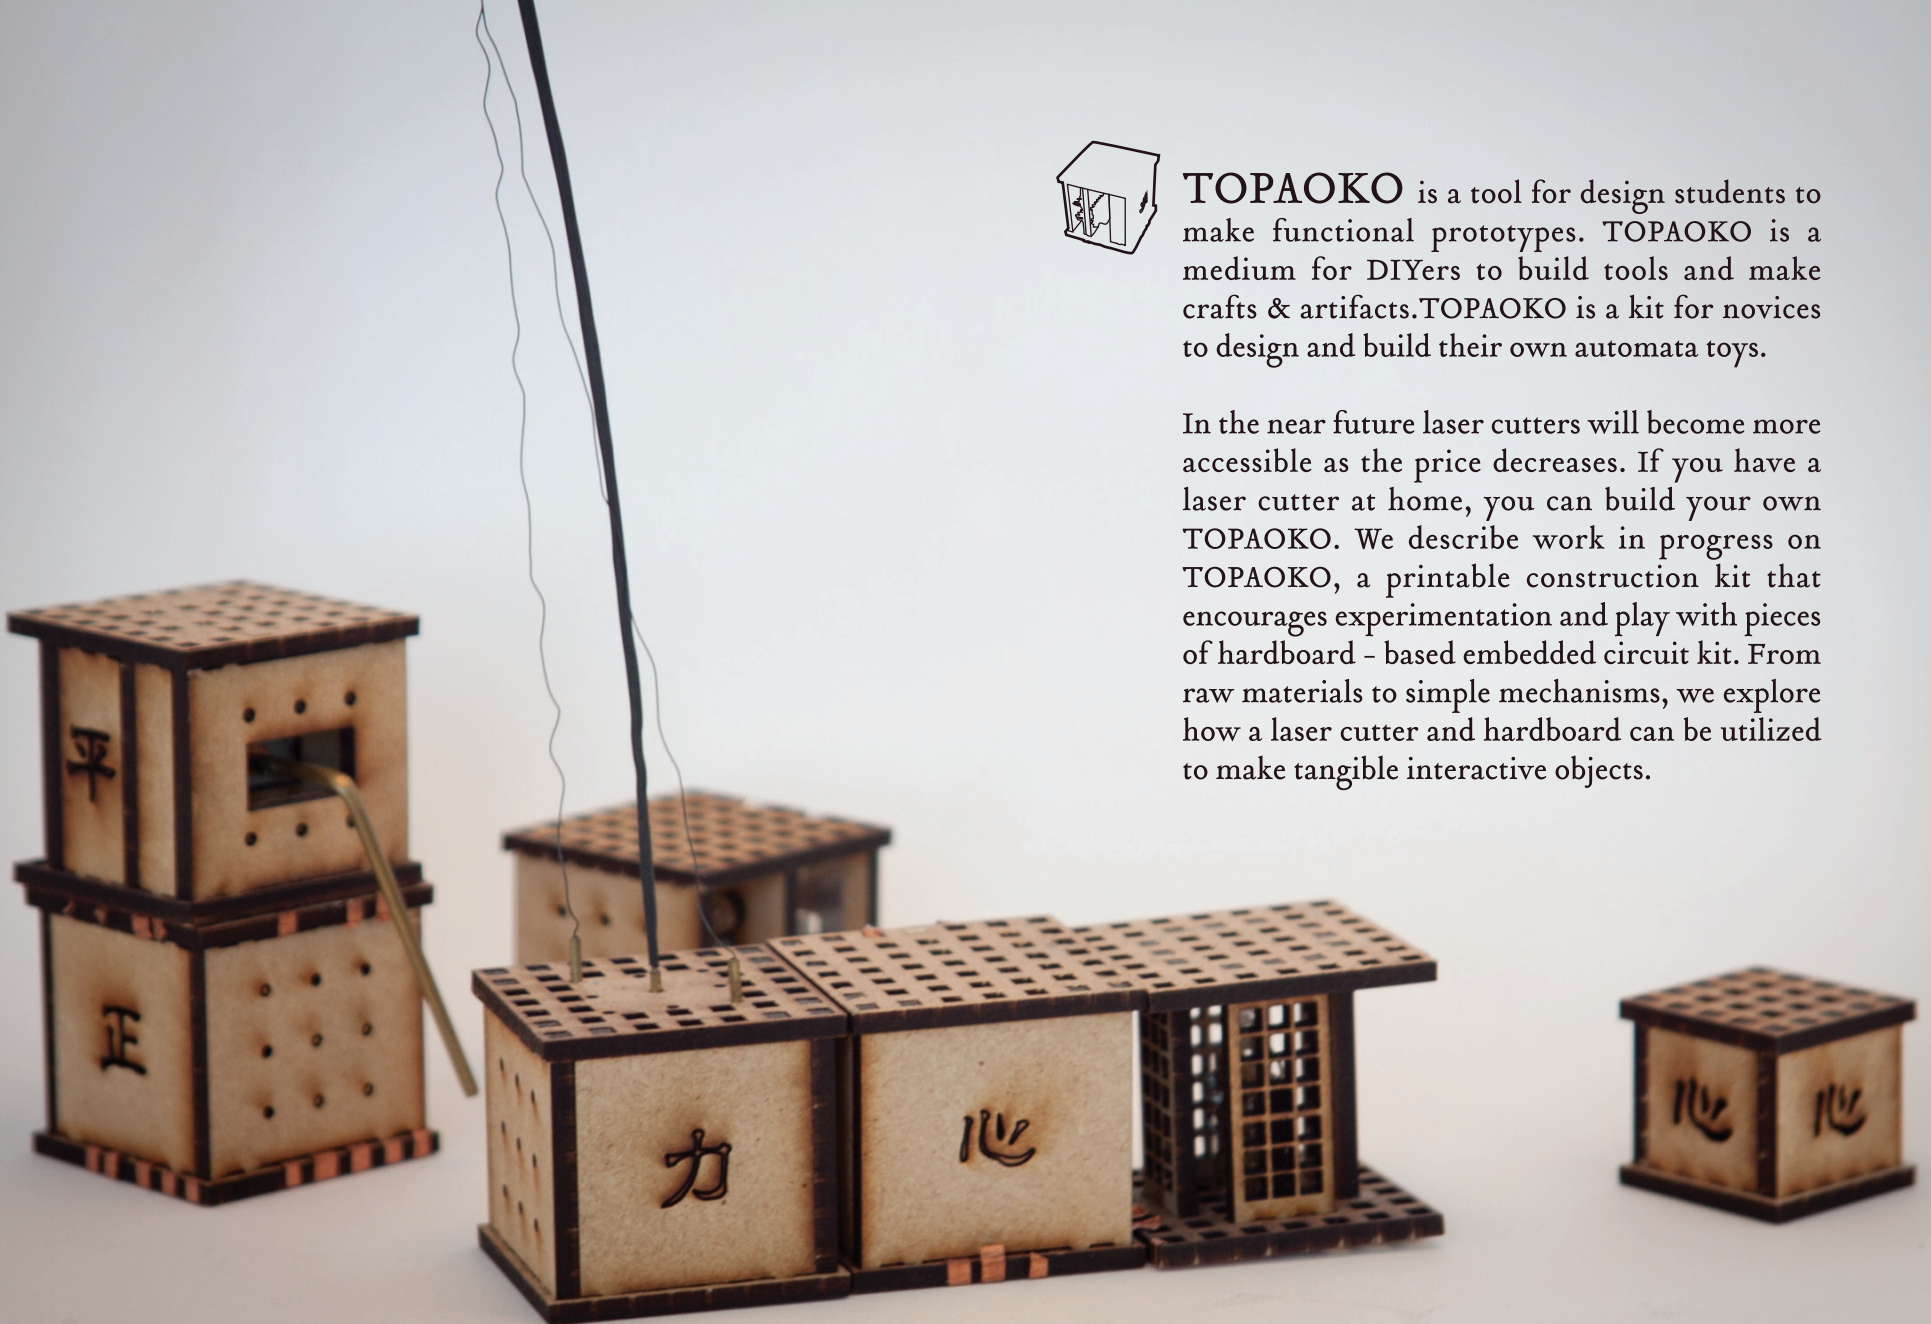 TOPAOKO is a tool for design students to
make functional prototypes. TOPAOKO is a
medium for DIYers to build tools and make
crafts & artifacts.TOPAOKO is a kit for novices
to design and build their own automata toys.
In the near future laser cutters will become more
accessible as the price decreases. If you have a
laser cutter at home, you can build your own
TOPAOKO. We describe work in progress on
TOPAOKO, a printable construction kit that
encourages experimentation and play with pieces
of hardboard - based embedded circuit kit. From
raw materials to simple mechanisms, we explore
how a laser cutter and hardboard can be utilized
to make tangible interactive objects.
平
正
力
心
心 心